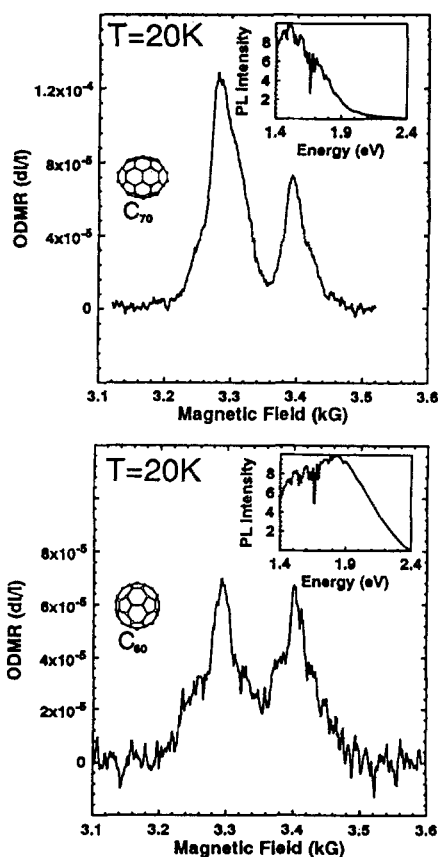 T=20K
PL Intensity
10
8
6
4
2
1.4 1.9 2.4
Energy (eV)
ODMR (dI/I)
1.2x10⁻⁴
8x10⁻⁵
4x10⁻⁵
0
C₇₀
3.1 3.2 3.3 3.4 3.5 3.6
Magnetic Field (kG)
T=20K
PL Intensity
8
6
4
2
1.4 1.9 2.4
Energy (eV)
ODMR (dI/I)
8x10⁻⁵
6x10⁻⁵
4x10⁻⁵
2x10⁻⁵
0
C₆₀
3.1 3.2 3.3 3.4 3.5 3.6
Magnetic Field (kG)